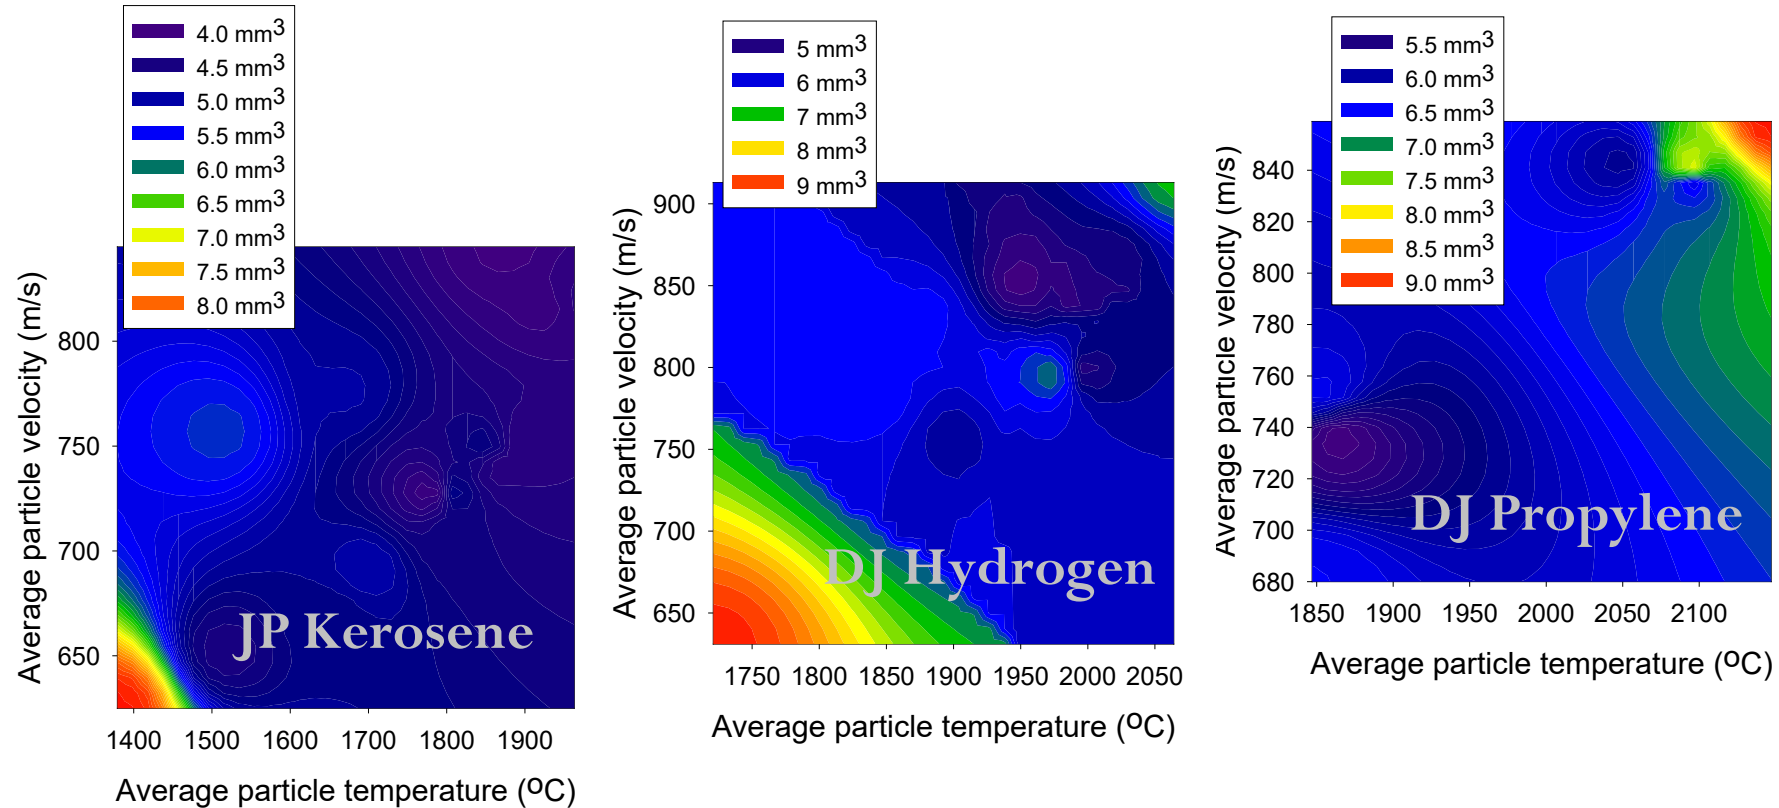 4.0 mm³
4.5 mm³
5.0 mm³
5.5 mm³
6.0 mm³
6.5 mm³
7.0 mm³
7.5 mm³
8.0 mm³
Average particle velocity (m/s)
800
750
700
650
JP Kerosene
1400 1500 1600 1700 1800 1900
Average particle temperature (ºC)
5 mm³
6 mm³
7 mm³
8 mm³
9 mm³
Average particle velocity (m/s)
900
850
800
750
700
650
DJ Hydrogen
1750 1800 1850 1900 1950 2000 2050
Average particle temperature (ºC)
5.5 mm³
6.0 mm³
6.5 mm³
7.0 mm³
7.5 mm³
8.0 mm³
8.5 mm³
9.0 mm³
Average particle velocity (m/s)
840
820
800
780
760
740
720
700
680
DJ Propylene
1850 1900 1950 2000 2050 2100
Average particle temperature (ºC)